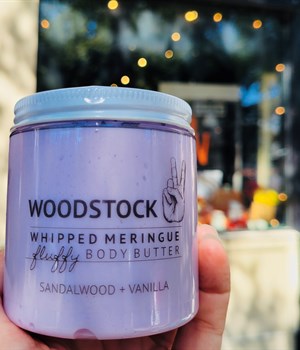 WOODSTOCK
WHIPPED MERINGUE
fluffy BODY BUTTER
SANDALWOOD + VANILLA